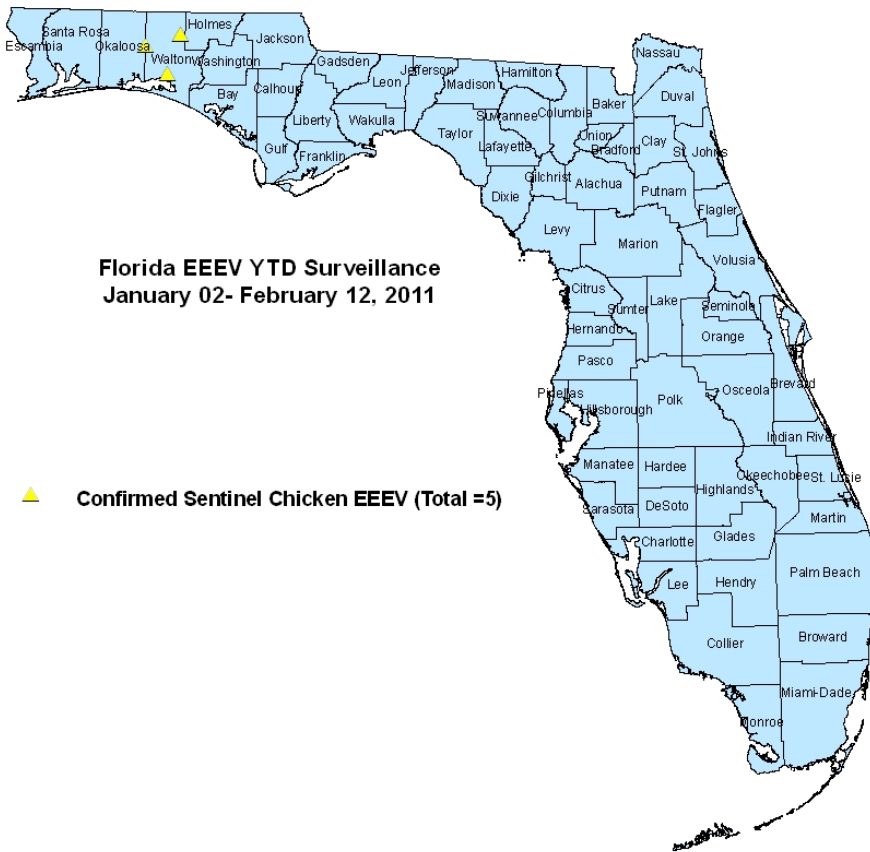 Holmes
Santa Rosa
Jackson
Escambia
Okaloosa
Walton
Washington
Gadsden
Nassau
Leon
Jefferson
Madison
Hamilton
Bay
Calhoun
Baker
Duval
Liberty
Wakulla
Suwannee
Columbia
Taylor
Union
Clay
Gulf
Franklin
Lafayette
Bradford
St. Johns
Gilchrist
Alachua
Putnam
Dixie
Flagler
Levy
Marion
Volusia
Florida EEEV YTD Surveillance
January 02- February 12, 2011
Citrus
Sumter
Lake
Seminole
Hernando
Orange
Pasco
Pinellas
Hillsborough
Polk
Osceola
Brevard
Indian River
Manatee
Hardee
Highlands
Okeechobee
St. Lucie
Confirmed Sentinel Chicken EEEV (Total =5)
Sarasota
DeSoto
Martin
Charlotte
Glades
Lee
Hendry
Palm Beach
Collier
Broward
Miami-Dade
Monroe